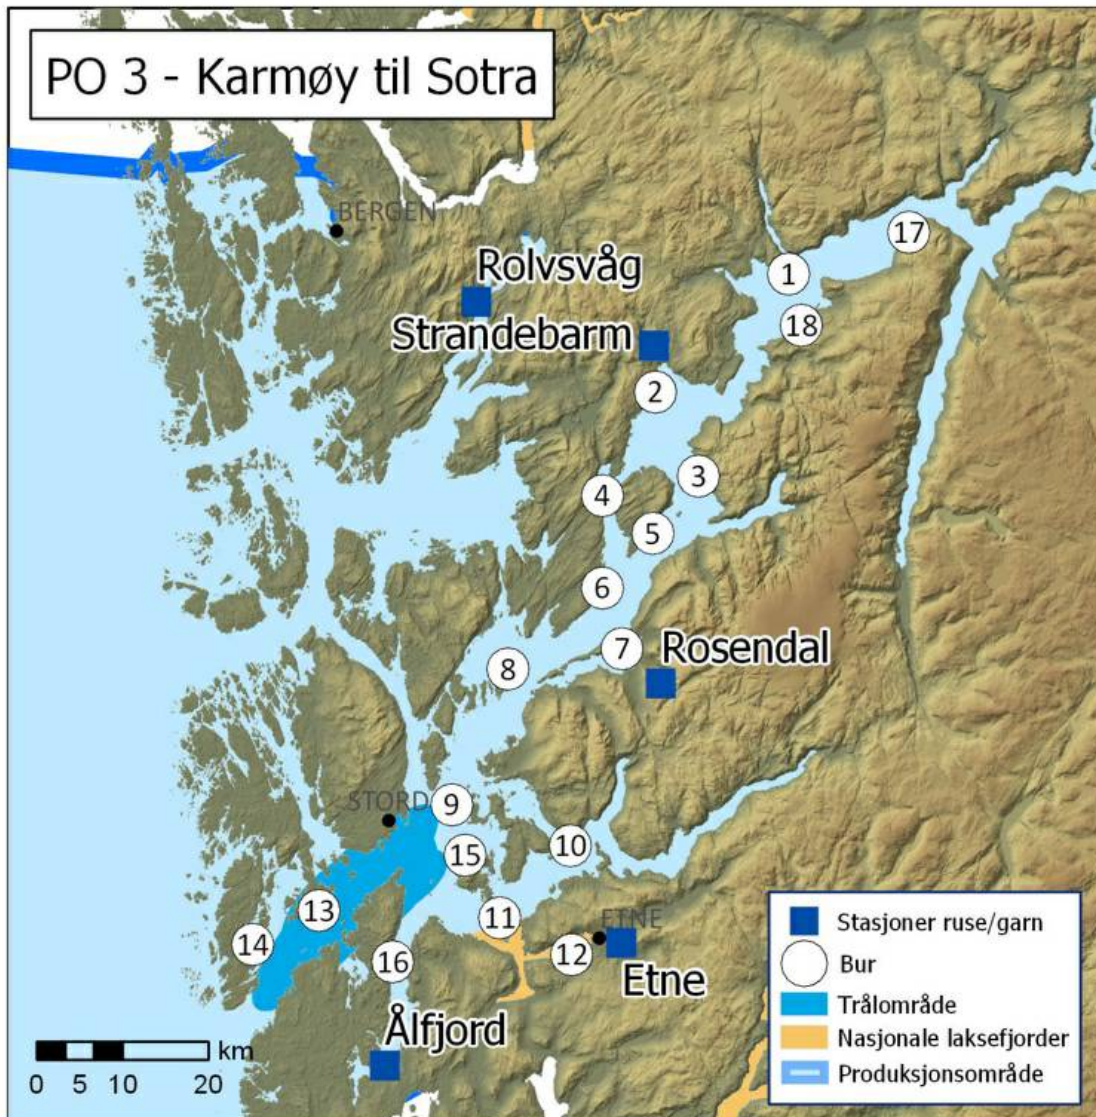 PO 3 - Karmøy til Sotra
BERGEN
Rolvsvåg
17
1
Strandebarm
18
2
3
4
5
6
7
Rosendal
8
STORD
9
10
15
13
11
ETNE
14
12
16
Etne
Ålfjord
km
0 5 10 20
Stasjoner ruse/garn
Bur
Trålområde
Nasjonale laksefjorder
Produksjonsområde